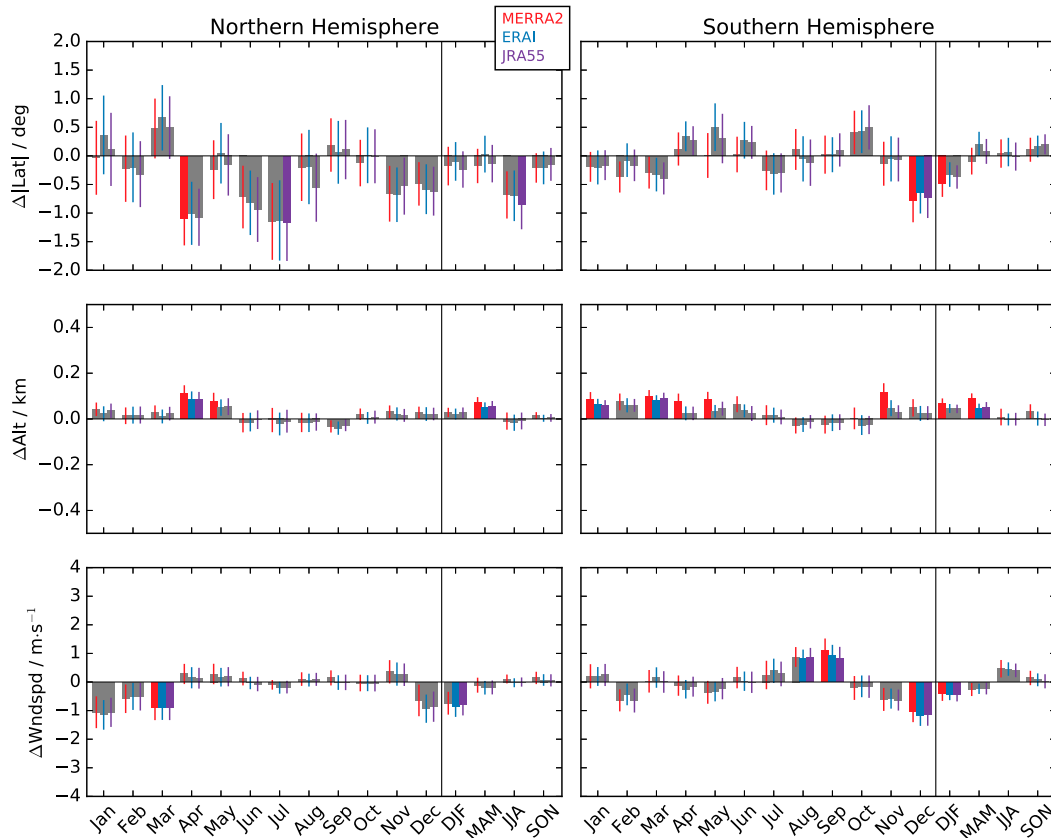 Northern Hemisphere
MERRA2
ERAI
JRA55
Southern Hemisphere
Δ|Lat| / deg
2.0
1.5
1.0
0.5
0.0
−0.5
−1.0
−1.5
−2.0
ΔAlt / km
0.4
0.2
0.0
−0.2
−0.4
ΔWndspd / m·s⁻¹
4
3
2
1
0
−1
−2
−3
−4
Jan Feb Mar Apr May Jun Jul Aug Sep Oct Nov Dec DJF MAM JJA SON
Jan Feb Mar Apr May Jun Jul Aug Sep Oct Nov Dec DJF MAM JJA SON